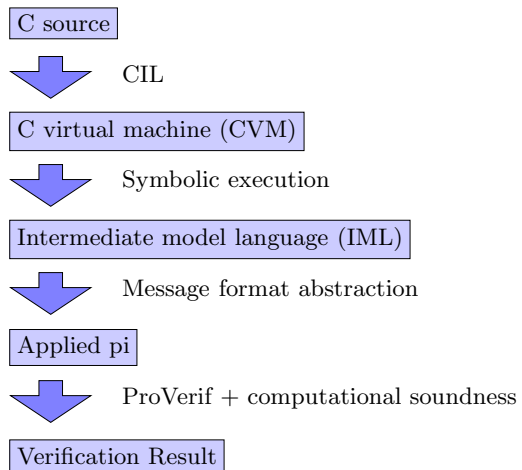 C source
CIL
C virtual machine (CVM)
Symbolic execution
Intermediate model language (IML)
Message format abstraction
Applied pi
ProVerif + computational soundness
Verification Result